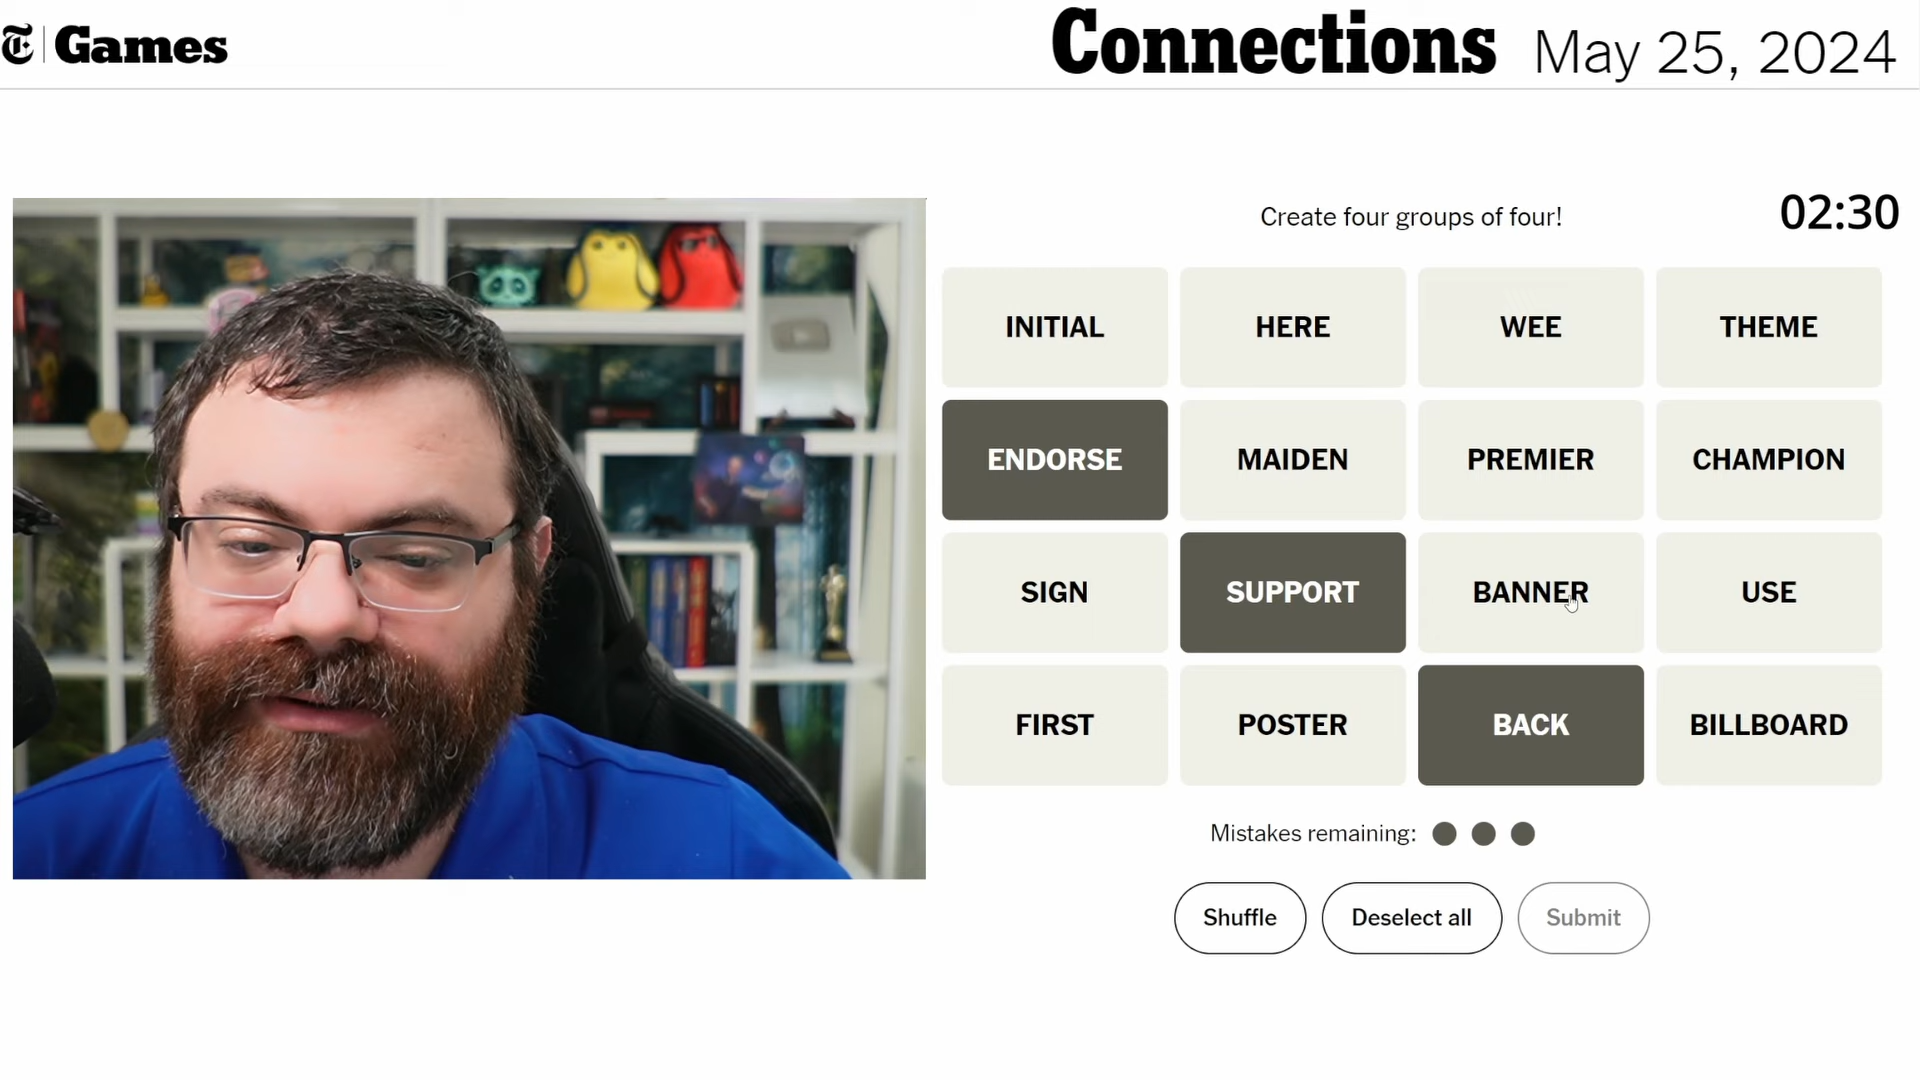 T Games
Connections May 25, 2024
Create four groups of four!
02:30
INITIAL HERE WEE THEME
ENDORSE MAIDEN PREMIER CHAMPION
SIGN SUPPORT BANNER USE
FIRST POSTER BACK BILLBOARD
Mistakes remaining:
Shuffle Deselect all Submit